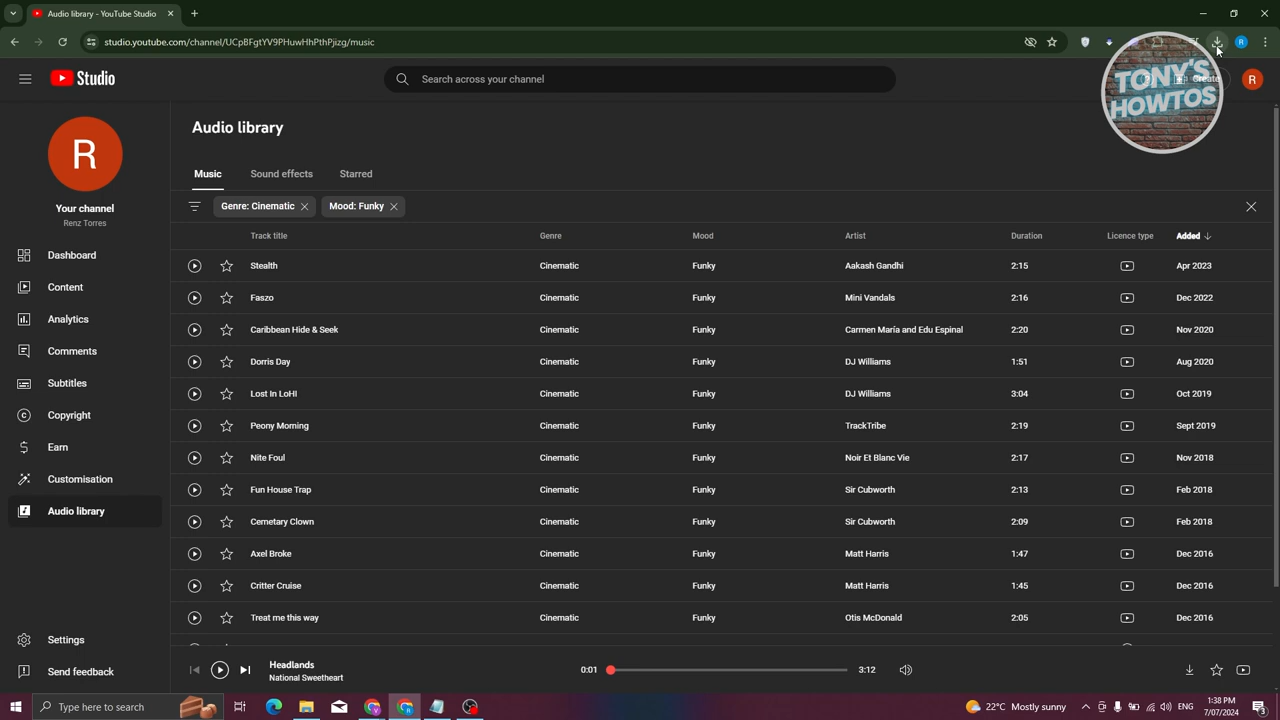 Audio library - YouTube Studio
studio.youtube.com/channel/UCpBFgtYV9PHuwHhPthPjizg/music
R
Studio
Search across your channel
Create
R
TONY'S
HOWTOS
R
Your channel
Renz Torres
Dashboard
Content
Analytics
Comments
Subtitles
Copyright
Earn
Customisation
Audio library
Settings
Send feedback
Audio library
Music Sound effects Starred
Genre: Cinematic Mood: Funky
Track title Genre Mood Artist Duration Licence type Added
Stealth Cinematic Funky Aakash Gandhi 2:15 Apr 2023
Faszo Cinematic Funky Mini Vandals 2:16 Dec 2022
Caribbean Hide & Seek Cinematic Funky Carmen María and Edu Espinal 2:20 Nov 2020
Dorris Day Cinematic Funky DJ Williams 1:51 Aug 2020
Lost In LoHI Cinematic Funky DJ Williams 3:04 Oct 2019
Peony Morning Cinematic Funky TrackTribe 2:19 Sept 2019
Nite Foul Cinematic Funky Noir Et Blanc Vie 2:17 Nov 2018
Fun House Trap Cinematic Funky Sir Cubworth 2:13 Feb 2018
Cemetary Clown Cinematic Funky Sir Cubworth 2:09 Feb 2018
Axel Broke Cinematic Funky Matt Harris 1:47 Dec 2016
Critter Cruise Cinematic Funky Matt Harris 1:45 Dec 2016
Treat me this way Cinematic Funky Otis McDonald 2:05 Dec 2016
Headlands
National Sweetheart
0:01 3:12
Type here to search
22°C Mostly sunny
1:38 PM
7/07/2024